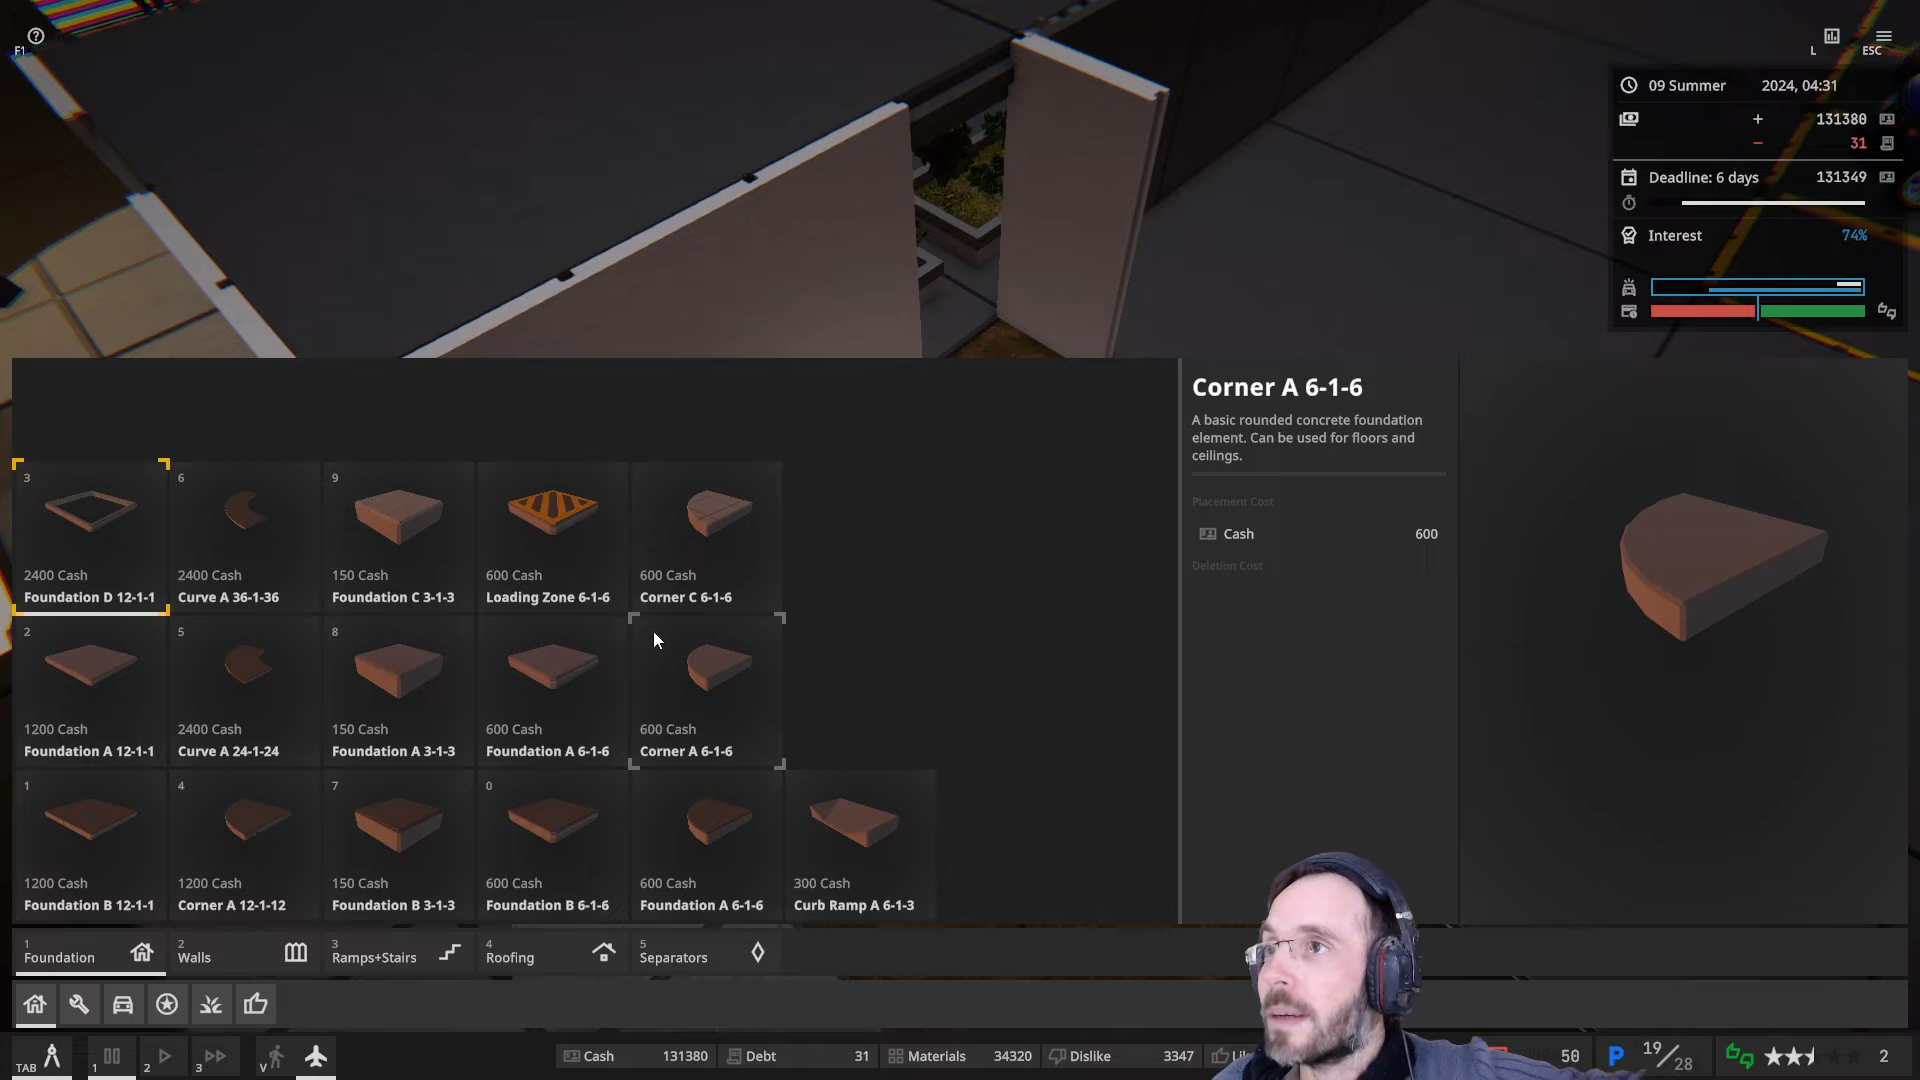 F1
L
ESC
09 Summer 2024, 04:31
+ 131380
− 31
Deadline: 6 days 131349
Interest 74%
Corner A 6-1-6
A basic rounded concrete foundation
element. Can be used for floors and
ceilings.
Placement Cost
Cash 600
Deletion Cost
3
2400 Cash
Foundation D 12-1-1
6
2400 Cash
Curve A 36-1-36
9
150 Cash
Foundation C 3-1-3
600 Cash
Loading Zone 6-1-6
600 Cash
Corner C 6-1-6
2
1200 Cash
Foundation A 12-1-1
5
2400 Cash
Curve A 24-1-24
8
150 Cash
Foundation A 3-1-3
600 Cash
Foundation A 6-1-6
600 Cash
Corner A 6-1-6
1
1200 Cash
Foundation B 12-1-1
4
1200 Cash
Corner A 12-1-12
7
150 Cash
Foundation B 3-1-3
0
600 Cash
Foundation B 6-1-6
600 Cash
Foundation A 6-1-6
300 Cash
Curb Ramp A 6-1-3
1 Foundation
2 Walls
3 Ramps+Stairs
4 Roofing
5 Separators
TAB 1 2 3 V
Cash 131380 Debt 31 Materials 34320 Dislike 3347 50 P 19/28 2